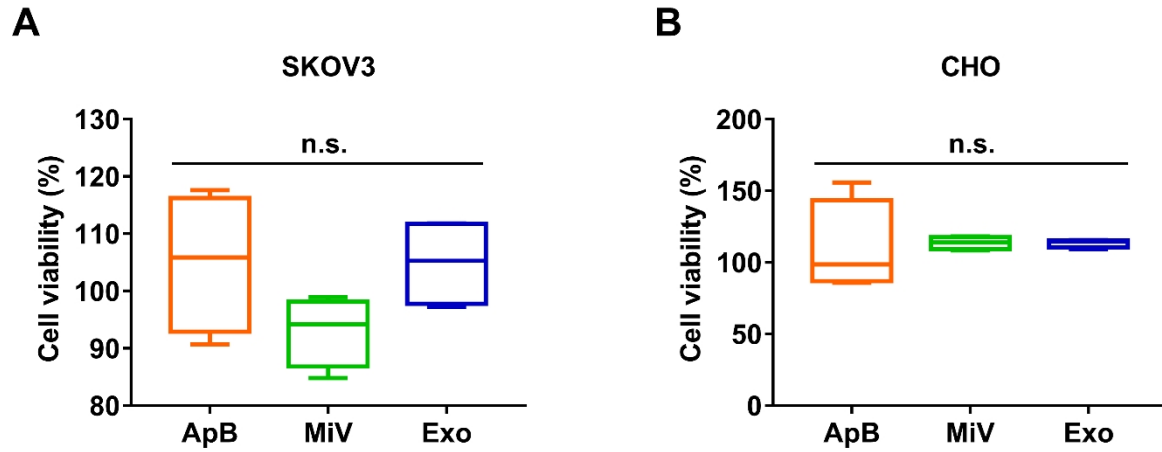 A
SKOV3
Cell viability (%)
130
120
110
100
90
80
n.s.
ApB MiV Exo
B
CHO
Cell viability (%)
200
150
100
50
0
n.s.
ApB MiV Exo